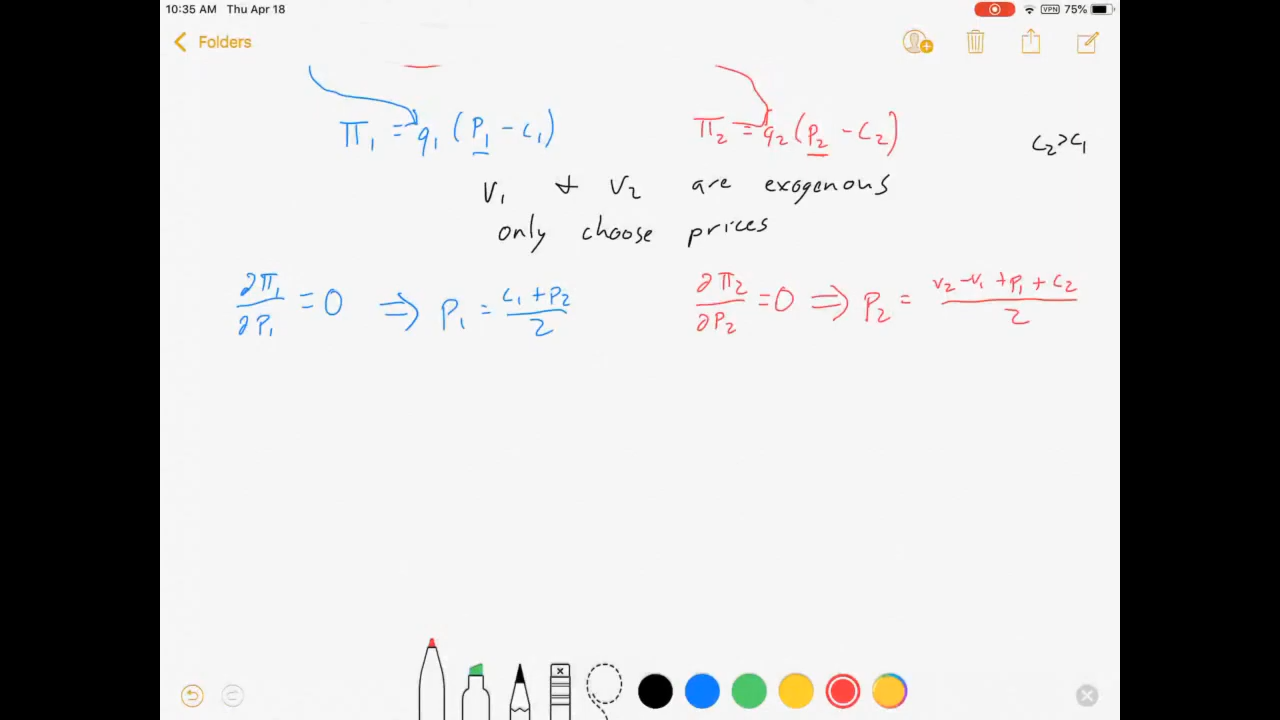 10:35 AM Thu Apr 18
VPN 75%
Folders
π₁ = q₁ (P₁ - c₁)
π₂ = q₂ (P₂ - c₂)
c₂ > c₁
V₁ + V₂ are exogenous
only choose prices
∂π₁/∂P₁ = 0 ⇒ P₁ = (c₁ + P₂)/2
∂π₂/∂P₂ = 0 ⇒ P₂ = (V₂ - V₁ + P₁ + c₂)/2